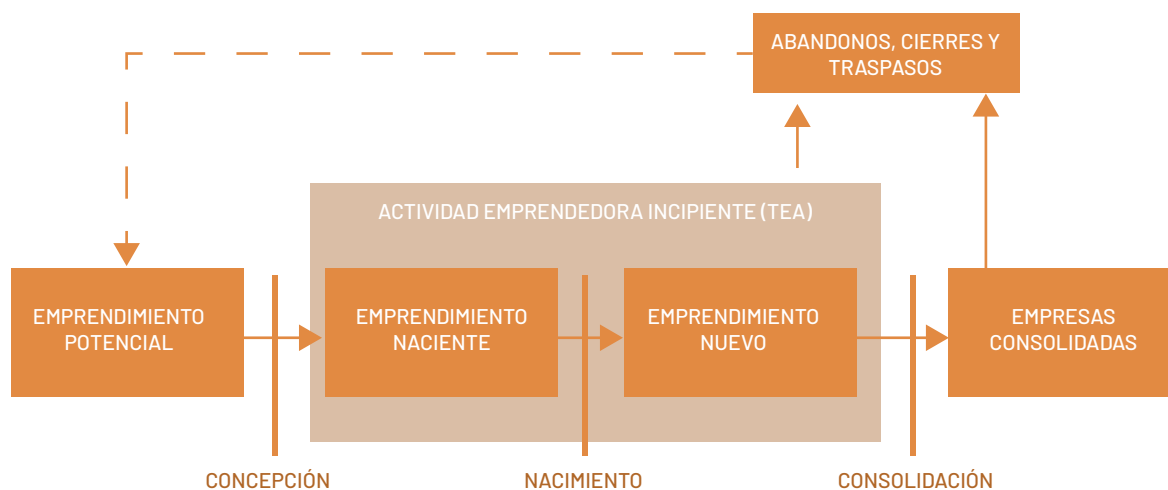 ABANDONOS, CIERRES Y
TRASPASOS
ACTIVIDAD EMPRENDEDORA INCIPIENTE (TEA)
EMPRENDIMIENTO
POTENCIAL
EMPRENDIMIENTO
NACIENTE
EMPRENDIMIENTO
NUEVO
EMPRESAS
CONSOLIDADAS
CONCEPCIÓN
NACIMIENTO
CONSOLIDACIÓN